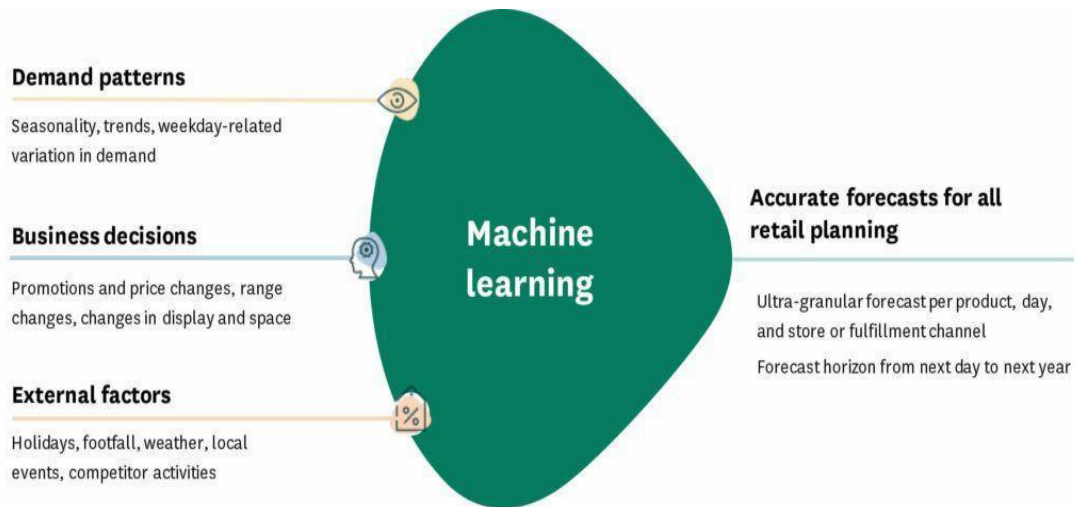 Demand patterns
Seasonality, trends, weekday-related
variation in demand
Business decisions
Promotions and price changes, range
changes, changes in display and space
External factors
Holidays, footfall, weather, local
events, competitor activities
Machine
learning
%
Accurate forecasts for all
retail planning
Ultra-granular forecast per product, day,
and store or fulfillment channel
Forecast horizon from next day to next year